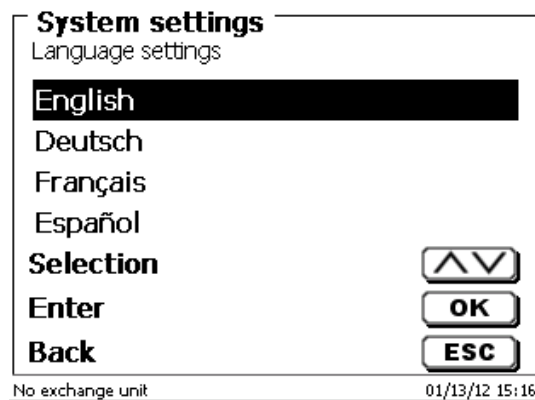 System settings
Language settings
English
Deutsch
Français
Español
Selection
Enter OK
Back ESC
No exchange unit 01/13/12 15:16